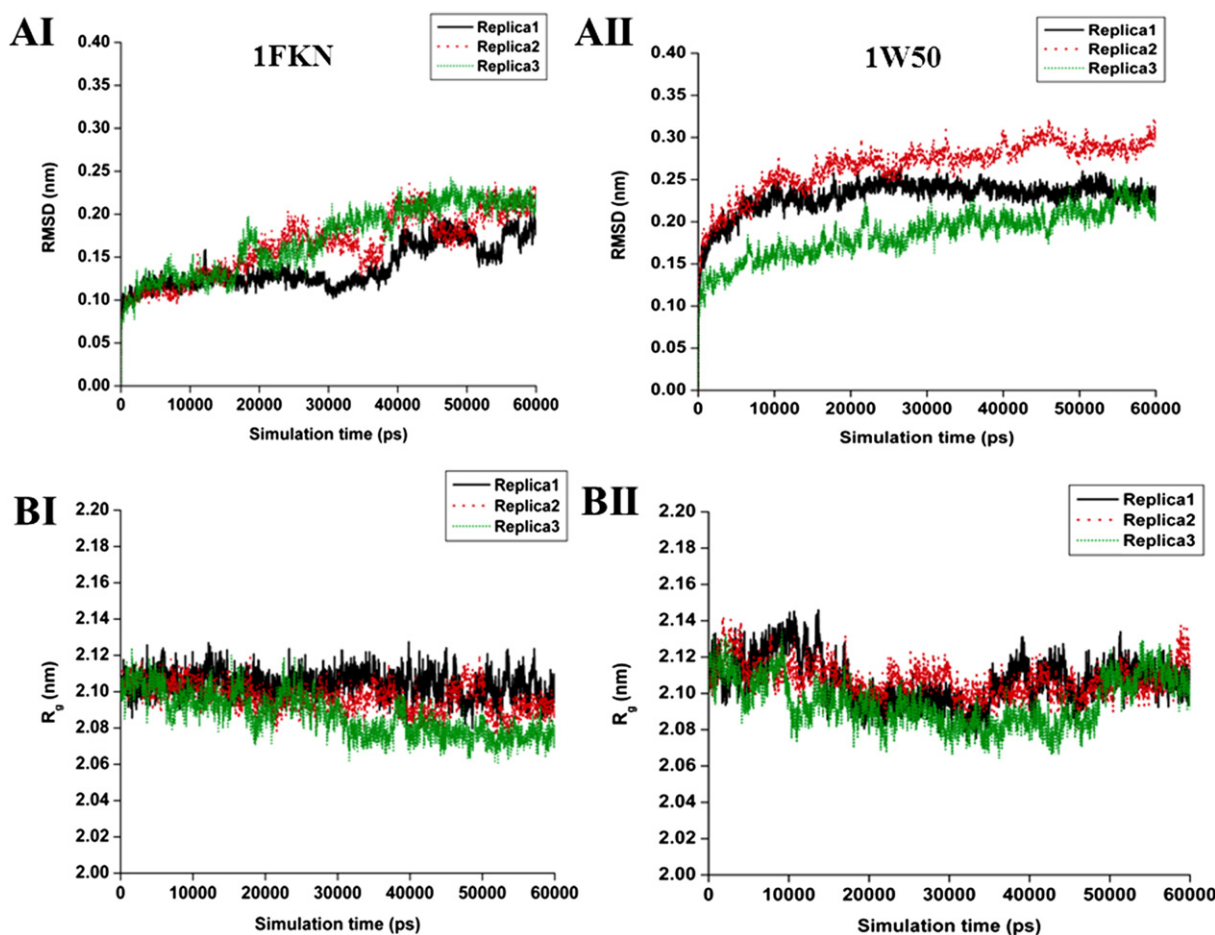 AI
1FKN
Replica1
Replica2
Replica3
0.40
0.35
0.30
0.25
0.20
0.15
0.10
0.05
0.00
RMSD (nm)
0 10000 20000 30000 40000 50000 60000
Simulation time (ps)
AII
1W50
Replica1
Replica2
Replica3
0.40
0.35
0.30
0.25
0.20
0.15
0.10
0.05
0.00
RMSD (nm)
0 10000 20000 30000 40000 50000 60000
Simulation time (ps)
BI
Replica1
Replica2
Replica3
2.20
2.18
2.16
2.14
2.12
2.10
2.08
2.06
2.04
2.02
2.00
Rg (nm)
0 10000 20000 30000 40000 50000 60000
Simulation time (ps)
BII
Replica1
Replica2
Replica3
2.20
2.18
2.16
2.14
2.12
2.10
2.08
2.06
2.04
2.02
2.00
Rg (nm)
0 10000 20000 30000 40000 50000 60000
Simulation time (ps)